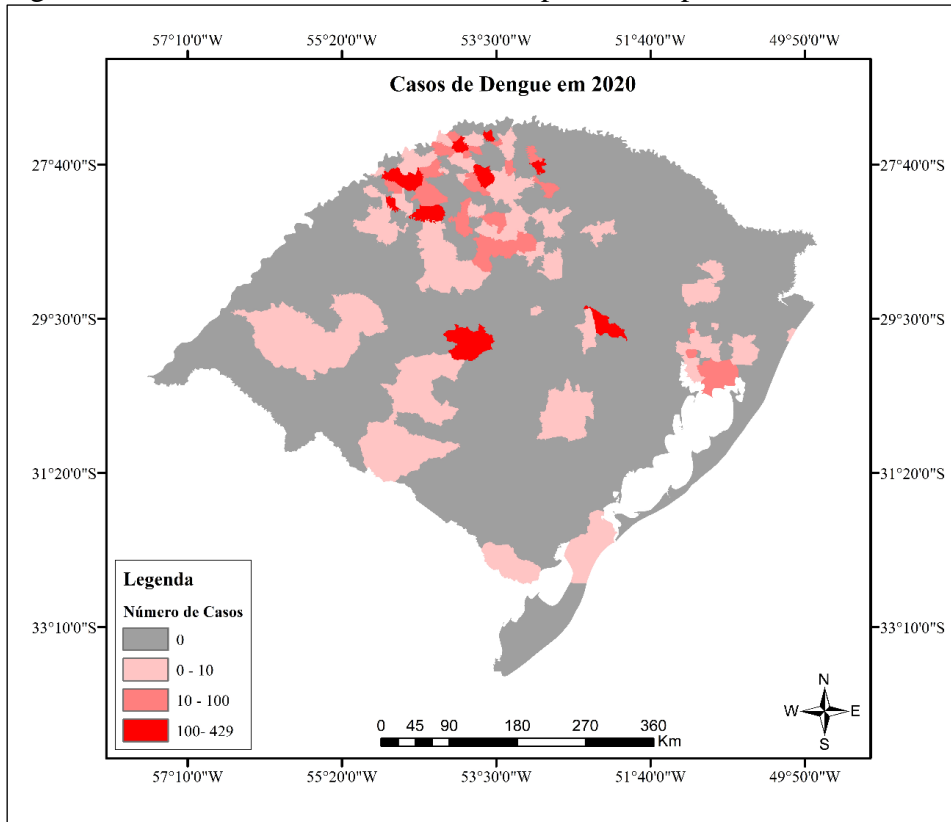 57°10'0"W 55°20'0"W 53°30'0"W 51°40'0"W 49°50'0"W
Casos de Dengue em 2020
27°40'0"S 27°40'0"S
29°30'0"S 29°30'0"S
31°20'0"S 31°20'0"S
33°10'0"S 33°10'0"S
Legenda
Número de Casos
0
0 - 10
10 - 100
100- 429
0 45 90 180 270 360
Km
N
W E
S
57°10'0"W 55°20'0"W 53°30'0"W 51°40'0"W 49°50'0"W